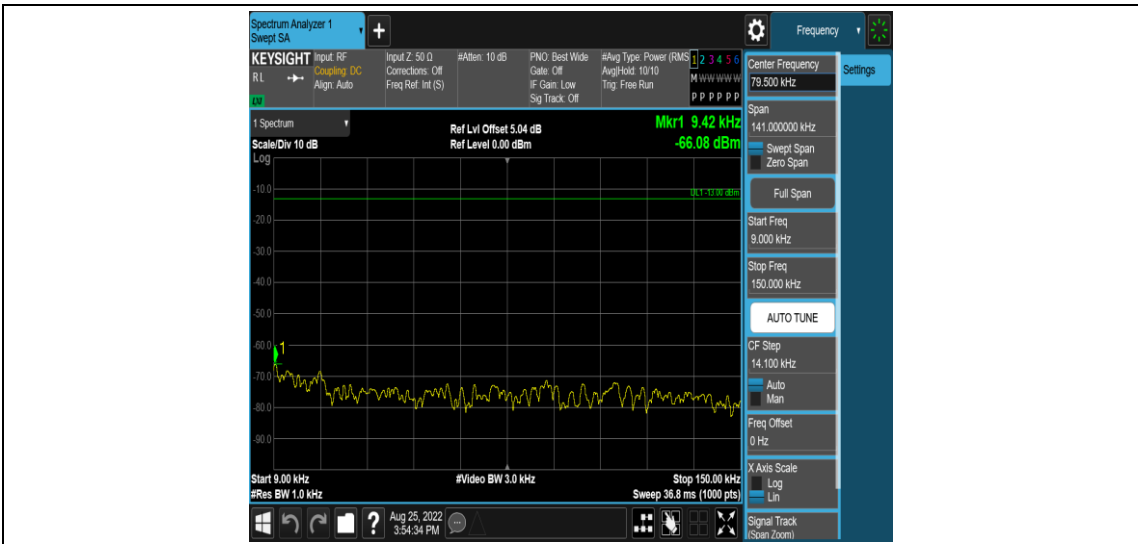 Spectrum Analyzer 1
Swept SA
+
Frequency
KEYSIGHT
RL
LXI
Input: RF
Coupling: DC
Align: Auto
Input Z: 50 Ω
Corrections: Off
Freq Ref: Int (S)
#Atten: 10 dB
PNO: Best Wide
Gate: Off
IF Gain: Low
Sig Track: Off
#Avg Type: Power (RMS
Avg|Hold: 10/10
Trig: Free Run
1 2 3 4 5 6
M W W W W W
P P P P P P
1 Spectrum
Scale/Div 10 dB
Log
Ref Lvl Offset 5.04 dB
Ref Level 0.00 dBm
Mkr1 9.42 kHz
-66.08 dBm
DL1 -13.00 dBm
-10.0
-20.0
-30.0
-40.0
-50.0
-60.0
1
-70.0
-80.0
-90.0
Start 9.00 kHz
#Res BW 1.0 kHz
#Video BW 3.0 kHz
Stop 150.00 kHz
Sweep 36.8 ms (1000 pts)
Center Frequency
79.500 kHz
Settings
Span
141.000000 kHz
Swept Span
Zero Span
Full Span
Start Freq
9.000 kHz
Stop Freq
150.000 kHz
AUTO TUNE
CF Step
14.100 kHz
Auto
Man
Freq Offset
0 Hz
X Axis Scale
Log
Lin
Signal Track
(Span Zoom)
?
Aug 25, 2022
3:54:34 PM